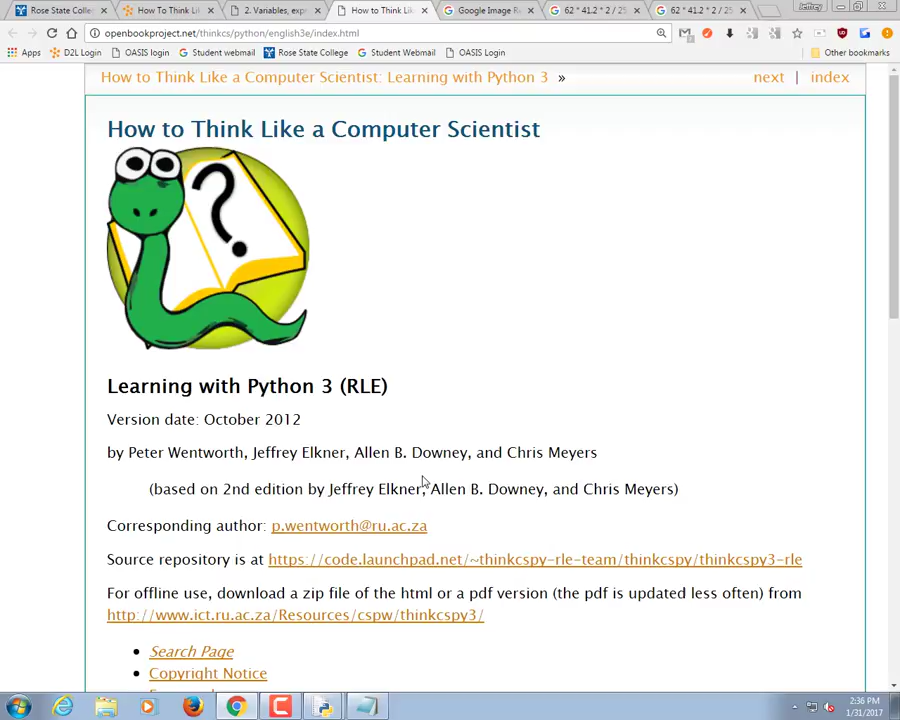 Rose State Coll
How To Think Li
2. Variables, exp
How to Think Lik
Google Image Re
62 * 41.2 * 2 / 25
62 * 41.2 * 2 / 25
Jeffrey
openbookproject.net/thinkcs/python/english3e/index.html
Apps
D2L Login
OASIS login
Student webmail
Rose State College
Student Webmail
OASIS Login
Other bookmarks
How to Think Like a Computer Scientist: Learning with Python 3 »
next | index
How to Think Like a Computer Scientist
?
Learning with Python 3 (RLE)
Version date: October 2012
by Peter Wentworth, Jeffrey Elkner, Allen B. Downey, and Chris Meyers
(based on 2nd edition by Jeffrey Elkner, Allen B. Downey, and Chris Meyers)
Corresponding author: p.wentworth@ru.ac.za
Source repository is at https://code.launchpad.net/~thinkcspy-rle-team/thinkcspy/thinkcspy3-rle
For offline use, download a zip file of the html or a pdf version (the pdf is updated less often) from
http://www.ict.ru.ac.za/Resources/cspw/thinkcspy3/
• Search Page
• Copyright Notice
2:36 PM
1/31/2017